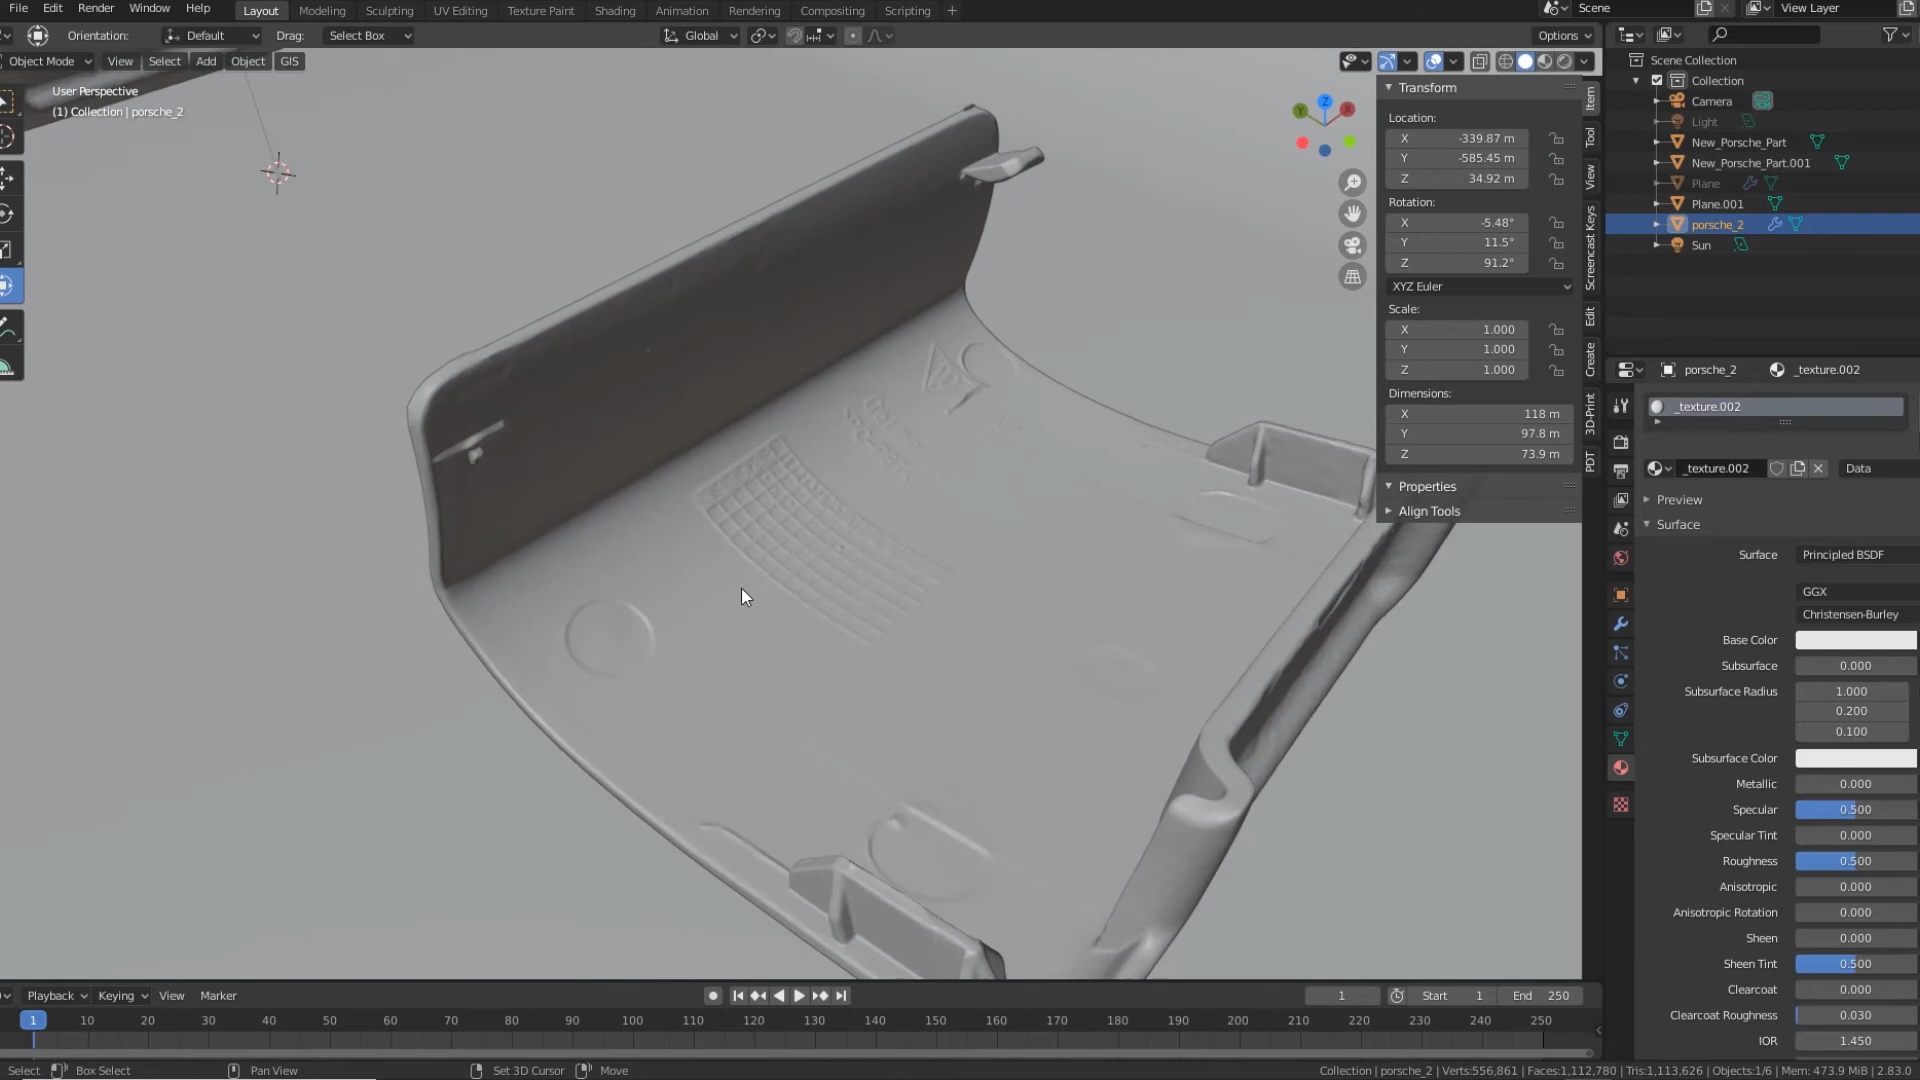 File Edit Render Window Help Layout Modeling Sculpting UV Editing Texture Paint Shading Animation Rendering Compositing Scripting + Scene View Layer
Orientation: Default Drag: Select Box Global Options
Object Mode View Select Add Object GIS
User Perspective
(1) Collection | porsche_2
Transform
Location:
X -339.87 m
Y -585.45 m
Z 34.92 m
Rotation:
X -5.48°
Y 11.5°
Z 91.2°
XYZ Euler
Scale:
X 1.000
Y 1.000
Z 1.000
Dimensions:
X 118 m
Y 97.8 m
Z 73.9 m
Properties
Align Tools
Item
Tool
View
Screencast Keys
Edit
Create
3D-Print
PDT
Z
Y
X
Scene Collection
Collection
Camera
Light
New_Porsche_Part
New_Porsche_Part.001
Plane
Plane.001
porsche_2
Sun
porsche_2 _texture.002
_texture.002
_texture.002 Data
Preview
Surface
Surface Principled BSDF
GGX
Christensen-Burley
Base Color
Subsurface 0.000
Subsurface Radius 1.000
0.200
0.100
Subsurface Color
Metallic 0.000
Specular 0.500
Specular Tint 0.000
Roughness 0.500
Anisotropic 0.000
Anisotropic Rotation 0.000
Sheen 0.000
Sheen Tint 0.500
Clearcoat 0.000
Clearcoat Roughness 0.030
IOR 1.450
Playback Keying View Marker 1 Start 1 End 250
1 10 20 30 40 50 60 70 80 90 100 110 120 130 140 150 160 170 180 190 200 210 220 230 240 250
Select Box Select Pan View Set 3D Cursor Move Collection | porsche_2 | Verts:556,861 | Faces:1,112,780 | Tris:1,113,626 | Objects:1/6 | Mem: 473.9 MiB | 2.83.0